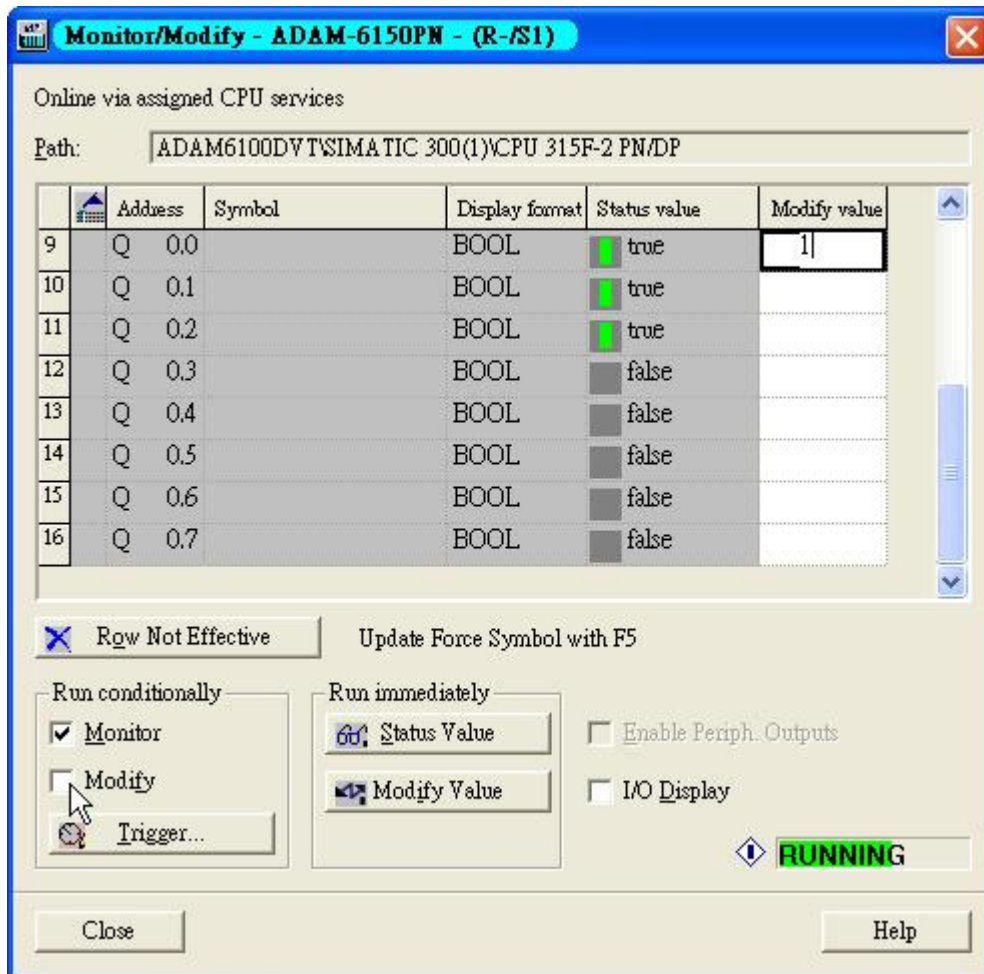 Monitor/Modify - ADAM-6150PN - (R-/S1)
Online via assigned CPU services
Path: ADAM6100DVT\SIMATIC 300(1)\CPU 315F-2 PN/DP
Address Symbol Display format Status value Modify value
9 Q 0.0 BOOL true 1
10 Q 0.1 BOOL true
11 Q 0.2 BOOL true
12 Q 0.3 BOOL false
13 Q 0.4 BOOL false
14 Q 0.5 BOOL false
15 Q 0.6 BOOL false
16 Q 0.7 BOOL false
Row Not Effective Update Force Symbol with F5
Run conditionally Run immediately
Monitor Status Value Enable Periph. Outputs
Modify Modify Value I/O Display
Trigger...
RUNNING
Close Help